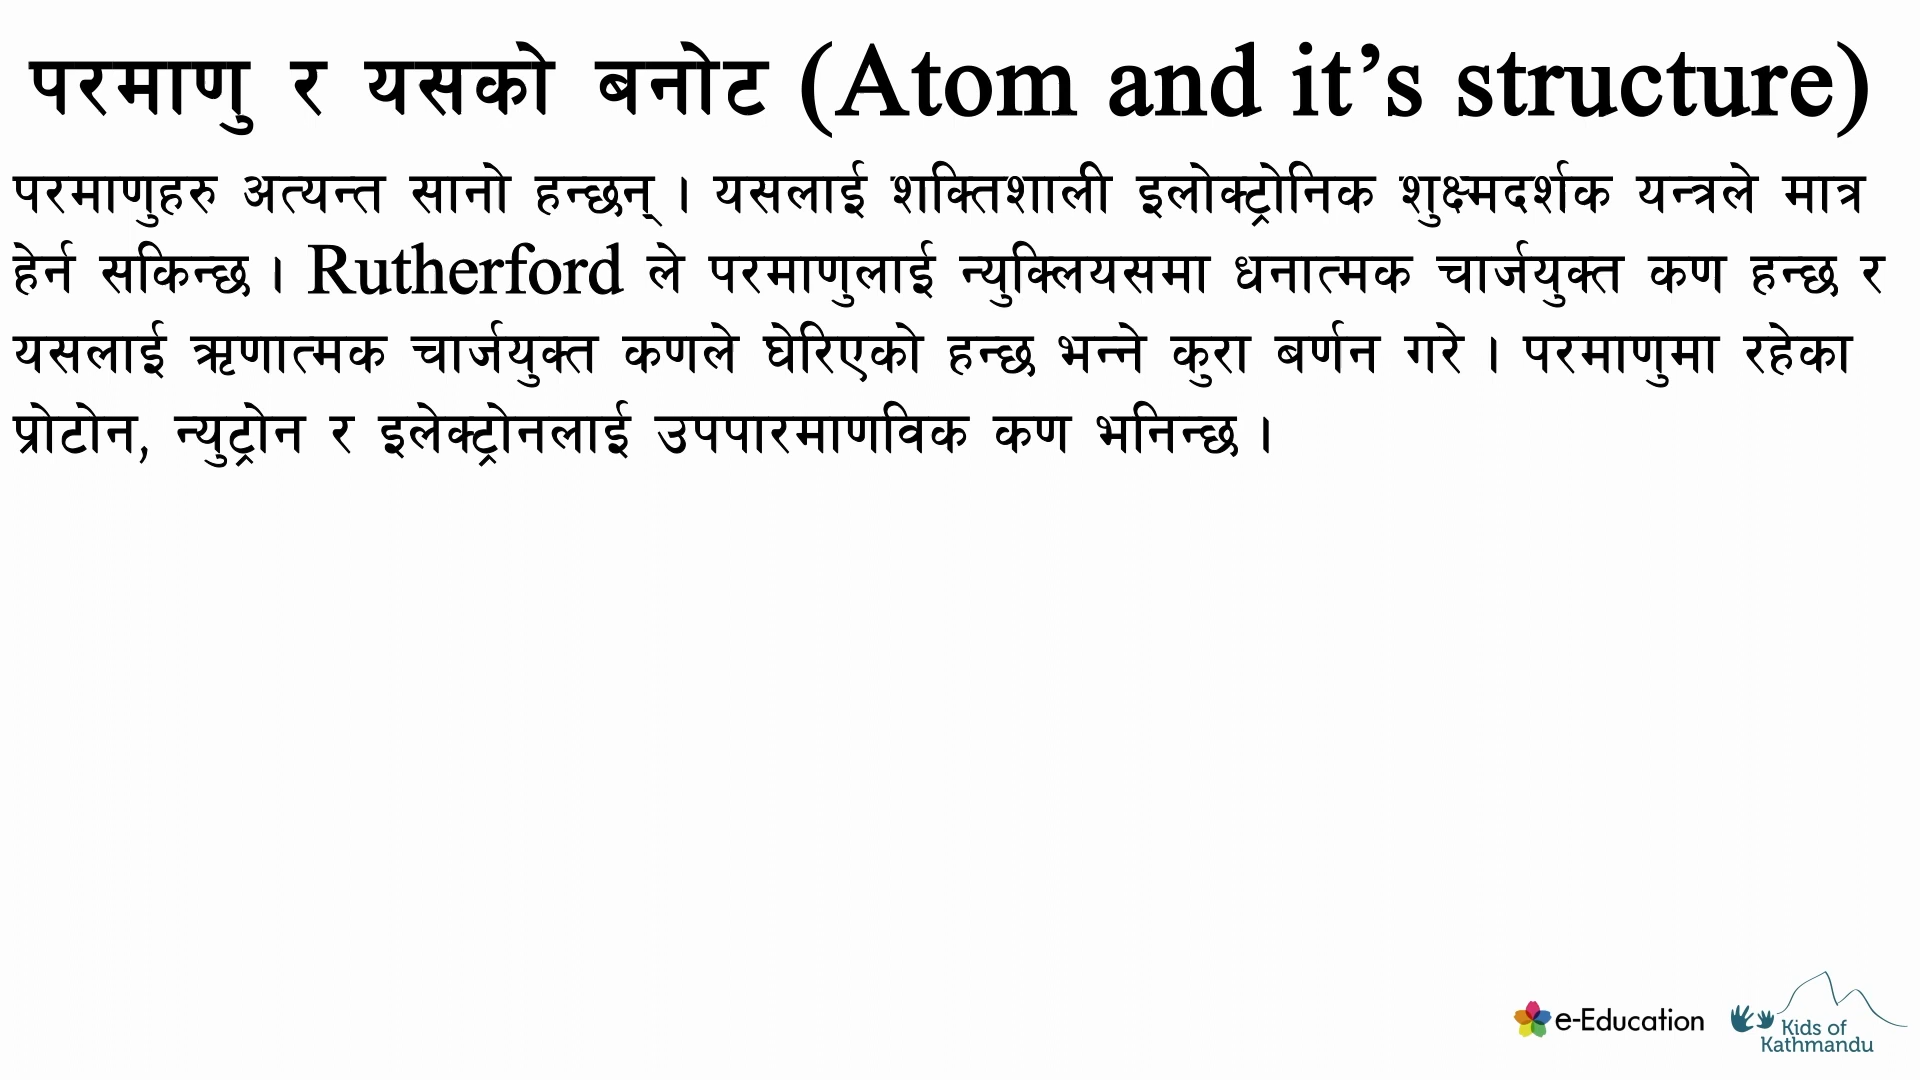 परमाणु र यसको बनोट (Atom and it’s structure)
परमाणुहरु अत्यन्त सानो हन्छन् । यसलाई शक्तिशाली इलोक्ट्रोनिक शुक्ष्मदर्शक यन्त्रले मात्र
हेर्न सकिन्छ । Rutherford ले परमाणुलाई न्युक्लियसमा धनात्मक चार्जयुक्त कण हन्छ र
यसलाई ऋणात्मक चार्जयुक्त कणले घेरिएको हन्छ भन्ने कुरा बर्णन गरे । परमाणुमा रहेका
प्रोटोन, न्युट्रोन र इलेक्ट्रोनलाई उपपारमाणविक कण भनिन्छ ।
e-Education
Kids of
Kathmandu